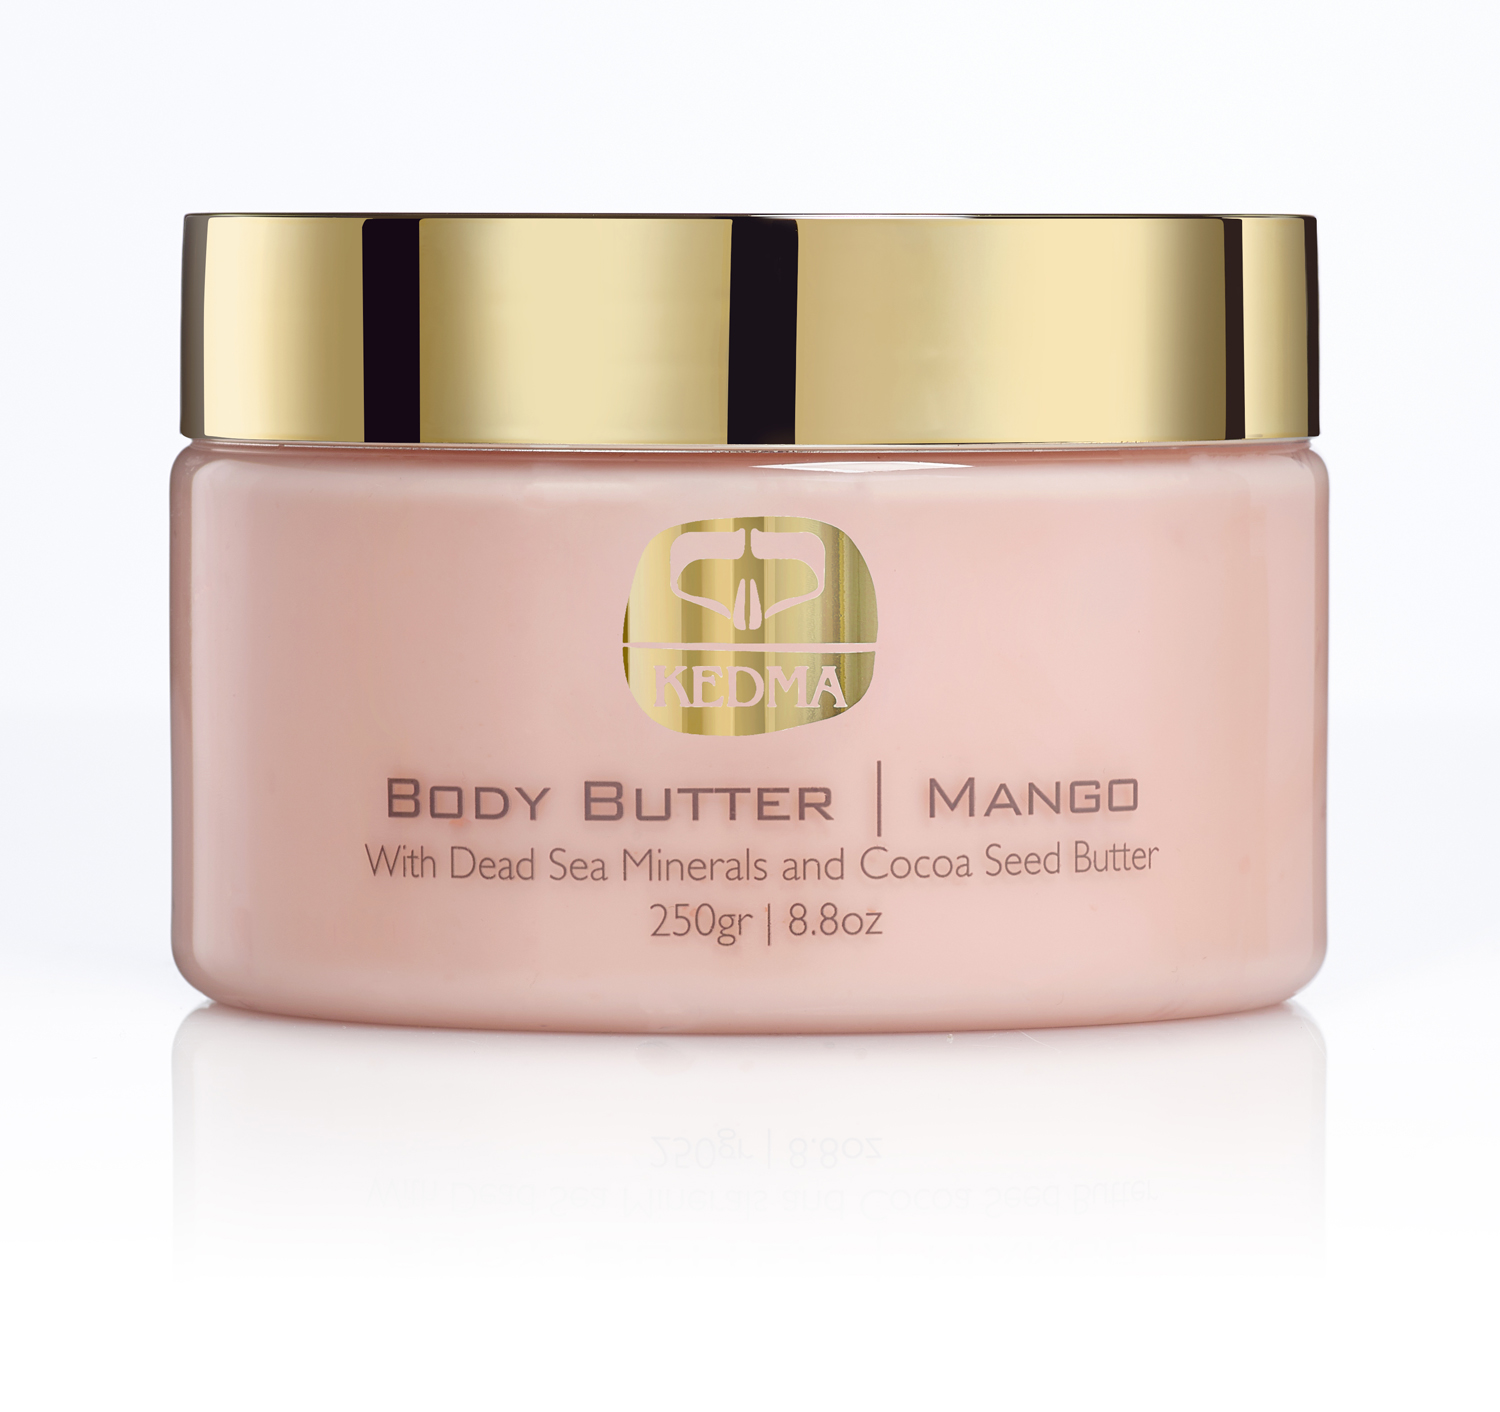 KEDMA
BODY BUTTER | MANGO
With Dead Sea Minerals and Cocoa Seed Butter
250gr | 8.8oz